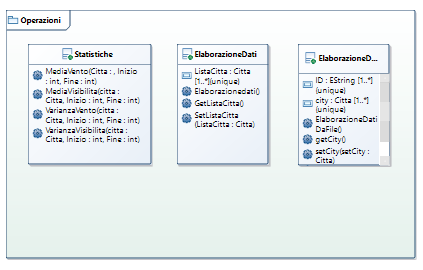 Operazioni
Statistiche
MediaVento(Citta : , Inizio
: int, Fine : int)
MediaVisibilita(citta :
Citta, Inizio : int, Fine : int)
VarianzaVento(citta :
Citta, Inizio : int, Fine : int)
VarianzaVisibilita(citta :
Citta, Inizio : int, Fine : int)
ElaborazioneDati
ListaCitta : Citta
[1..*](unique)
Elaborazionedati()
GetListaCitta()
SetListaCitta
(ListaCitta : Citta)
ElaborazioneD...
ID : EString [1..*]
(unique)
city : Citta [1..*]
(unique)
ElaborazioneDati
DaFile()
getCity()
setCity(setCity :
Citta)